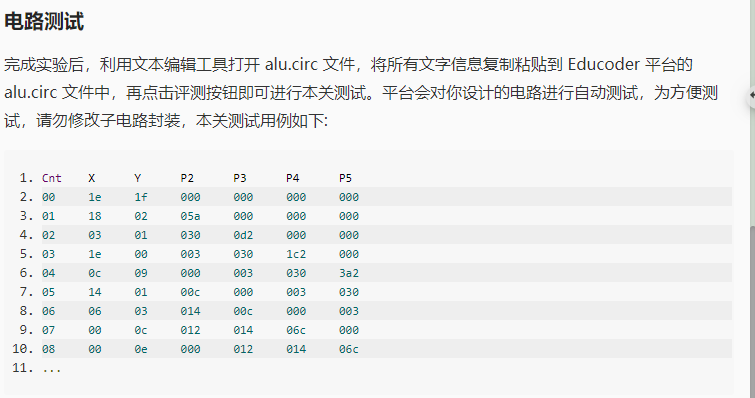 电路测试
完成实验后，利用文本编辑工具打开 alu.circ 文件，将所有文字信息复制粘贴到 Educoder 平台的
alu.circ 文件中，再点击评测按钮即可进行本关测试。平台会对你设计的电路进行自动测试，为方便测
试，请勿修改子电路封装，本关测试用例如下:
1. Cnt X Y P2 P3 P4 P5
2. 00 1e 1f 000 000 000 000
3. 01 18 02 05a 000 000 000
4. 02 03 01 030 0d2 000 000
5. 03 1e 00 003 030 1c2 000
6. 04 0c 09 000 003 030 3a2
7. 05 14 01 00c 000 003 030
8. 06 06 03 014 00c 000 003
9. 07 00 0c 012 014 06c 000
10. 08 00 0e 000 012 014 06c
11. ...